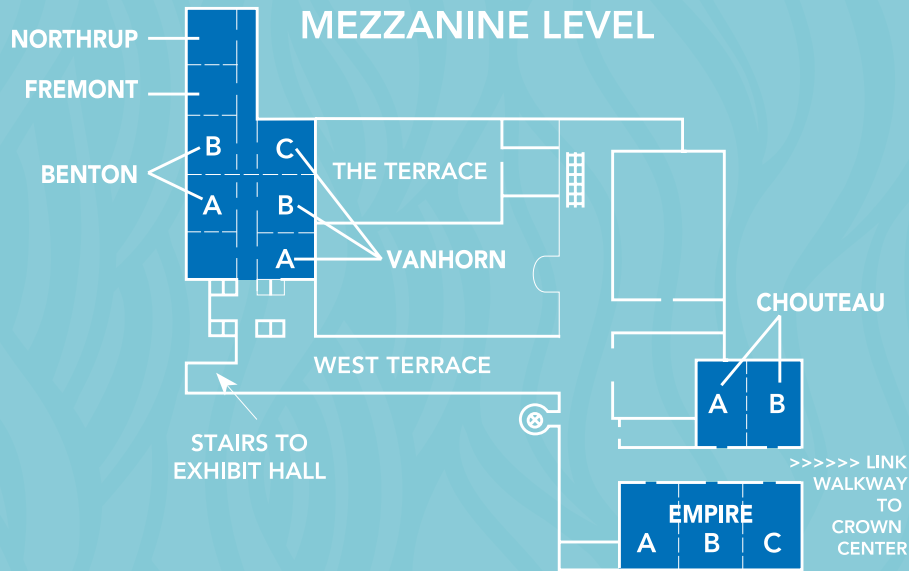 MEZZANINE LEVEL
NORTHRUP
FREMONT
BENTON
B
A
C
B
A
THE TERRACE
VANHORN
CHOUTEAU
A
B
WEST TERRACE
STAIRS TO
EXHIBIT HALL
>>>>>> LINK
WALKWAY
TO
CROWN
CENTER
EMPIRE
A
B
C